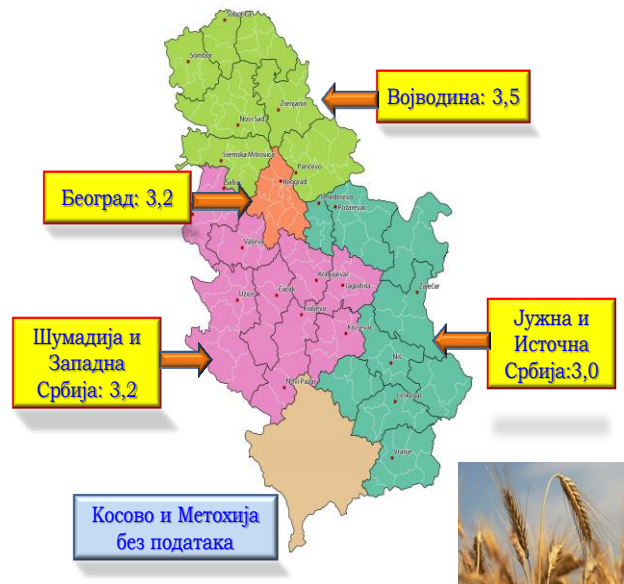 Subotica
Sombor
Војводина: 3,5
Zrenjanin
Novi Sad
Sremska Mitrovica
Pančevo
Београд: 3,2
Beograd
Šabac
Smederevo
Požarevac
Valjevo
Kragujevac
Jagodina
Zaječar
Užice
Čačak
Kraljevo
Шумадија и
Западна
Србија: 3,2
Kruševac
Јужна и
Источна
Србија:3,0
Niš
Novi Pazar
Leskovac
Vranje
Косово и Метохија
без података